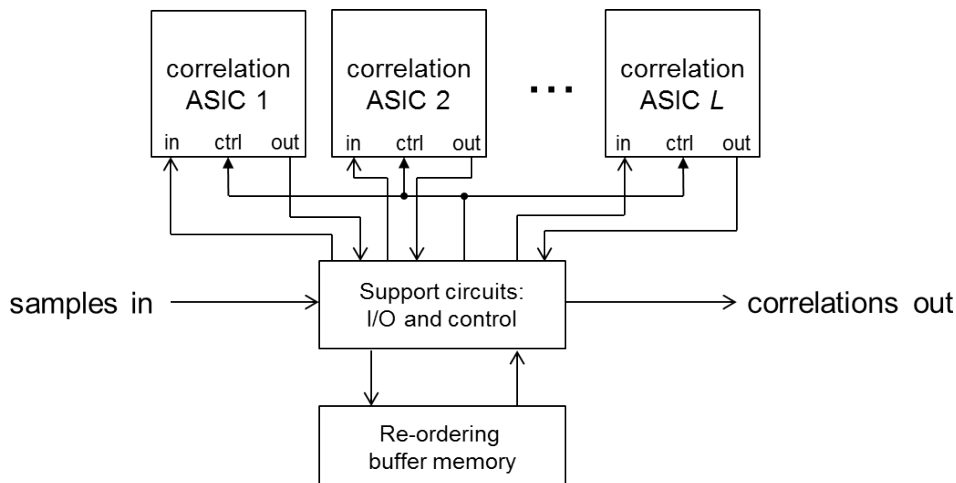 correlation
ASIC 1
in ctrl out
correlation
ASIC 2
in ctrl out
...
correlation
ASIC L
in ctrl out
samples in
Support circuits:
I/O and control
correlations out
Re-ordering
buffer memory